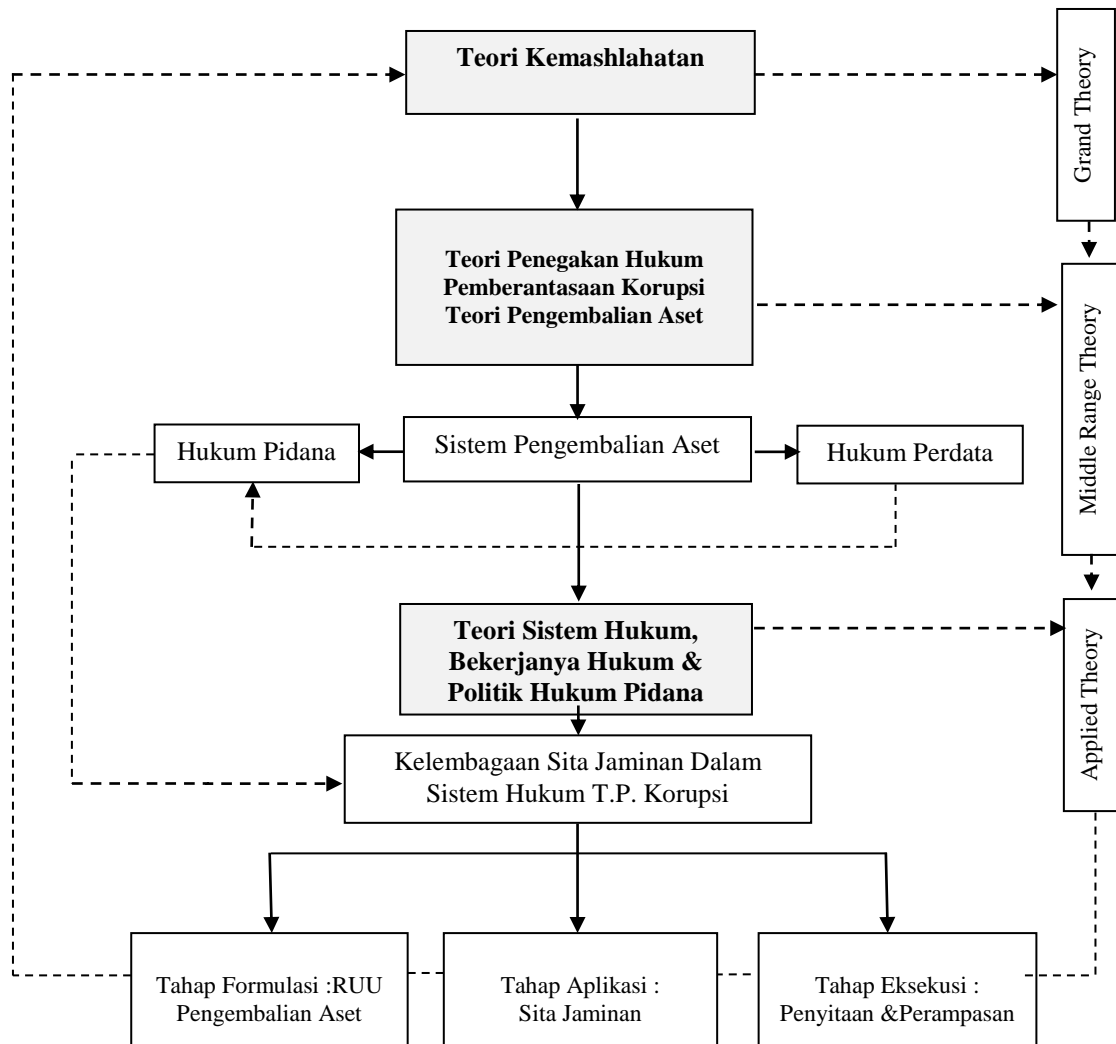 Teori Kemashlahatan
Grand Theory
Teori Penegakan Hukum
Pemberantasaan Korupsi
Teori Pengembalian Aset
Middle Range Theory
Hukum Pidana
Sistem Pengembalian Aset
Hukum Perdata
Teori Sistem Hukum,
Bekerjanya Hukum &
Politik Hukum Pidana
Applied Theory
Kelembagaan Sita Jaminan Dalam
Sistem Hukum T.P. Korupsi
Tahap Formulasi :RUU
Pengembalian Aset
Tahap Aplikasi :
Sita Jaminan
Tahap Eksekusi :
Penyitaan &Perampasan